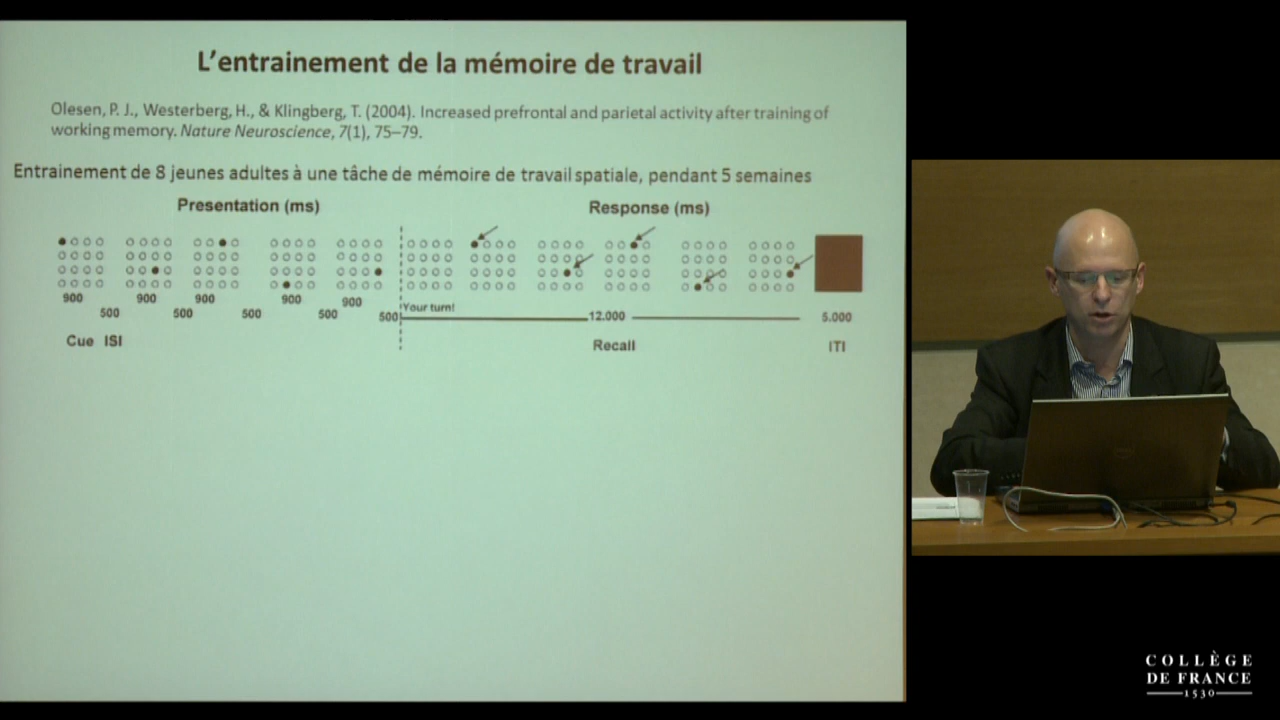 L'entrainement de la mémoire de travail
Olesen, P. J., Westerberg, H., & Klingberg, T. (2004). Increased prefrontal and parietal activity after training of
working memory. Nature Neuroscience, 7(1), 75–79.
Entrainement de 8 jeunes adultes à une tâche de mémoire de travail spatiale, pendant 5 semaines
Presentation (ms)
Response (ms)
900 900 900 900 900
500 500 500 500 500
Your turn!
12.000
5.000
Cue ISI
Recall
ITI
COLLÈGE
DE FRANCE
1530